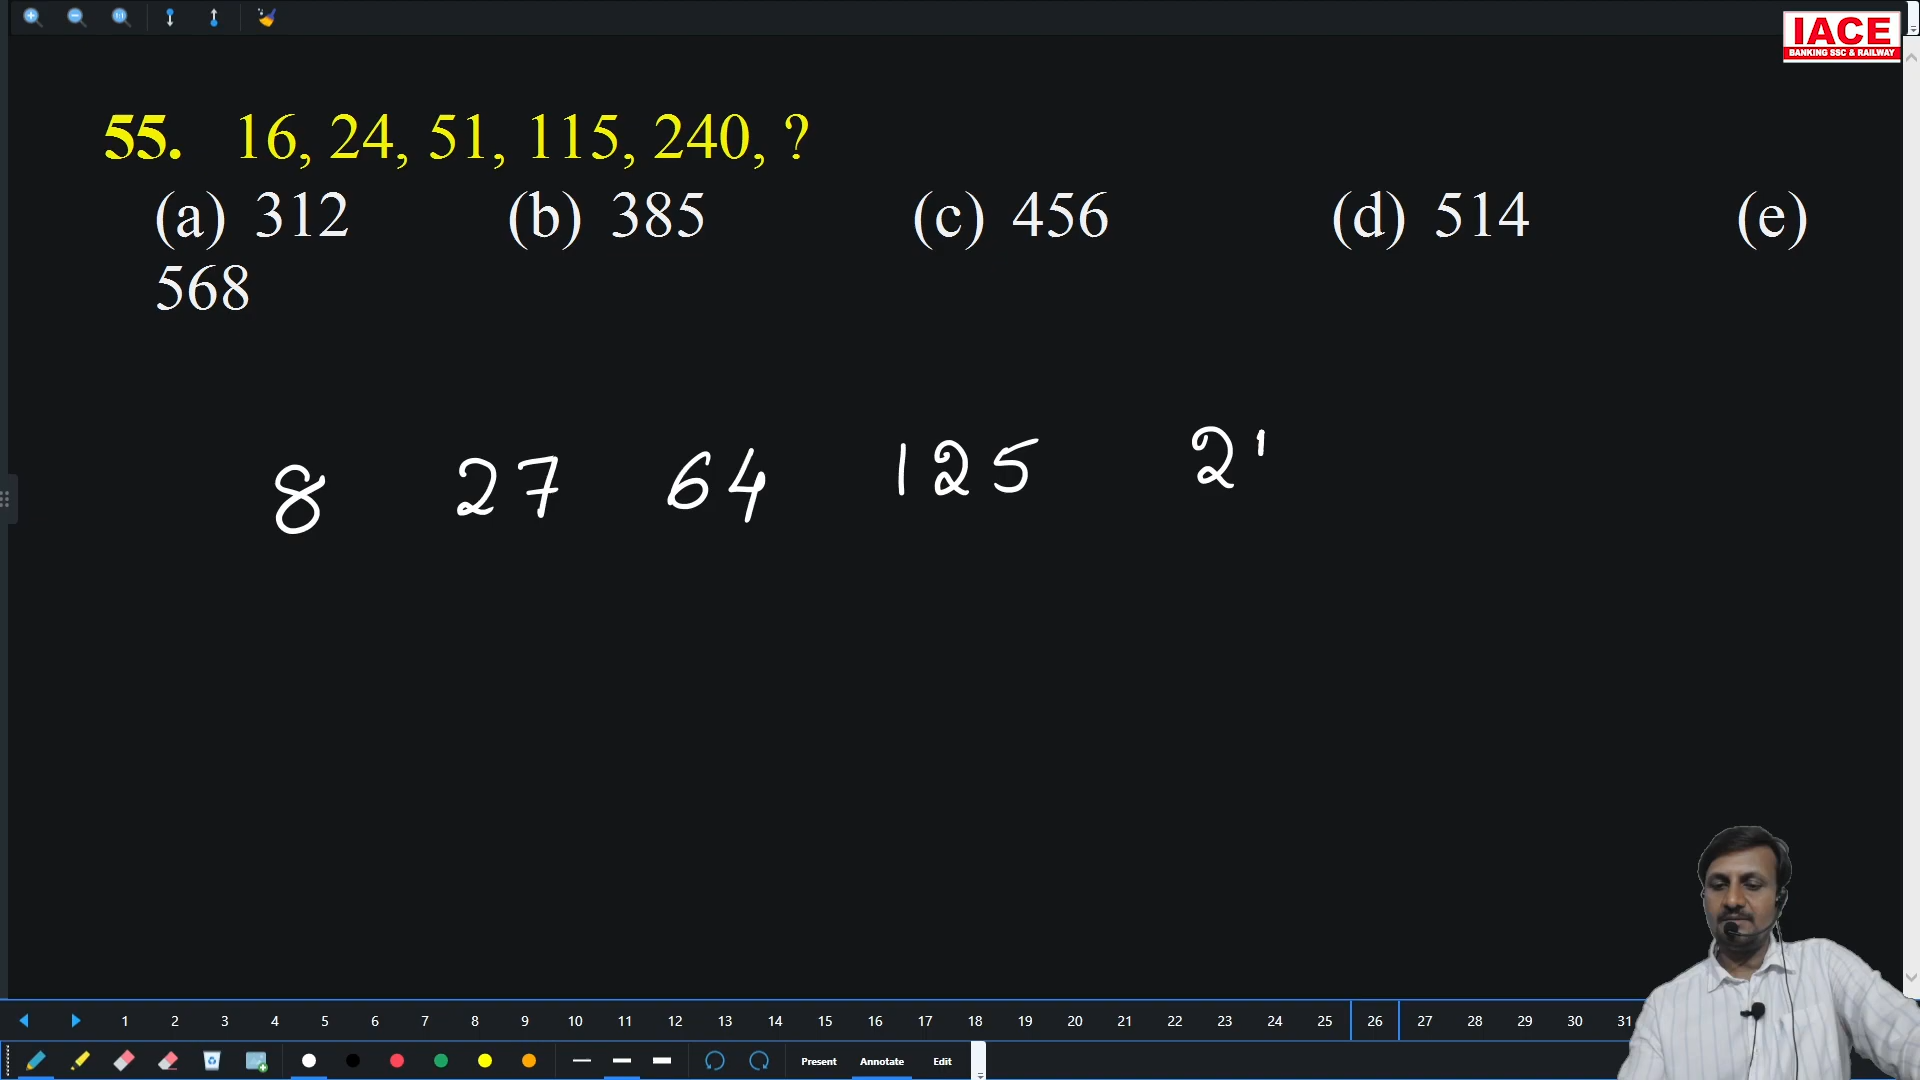 IACE
BANKING SSC & RAILWAY
55. 16, 24, 51, 115, 240, ?
(a) 312 (b) 385 (c) 456 (d) 514 (e)
568
8 27 64 125 21
1 2 3 4 5 6 7 8 9 10 11 12 13 14 15 16 17 18 19 20 21 22 23 24 25 26 27 28 29 30 31
Present Annotate Edit